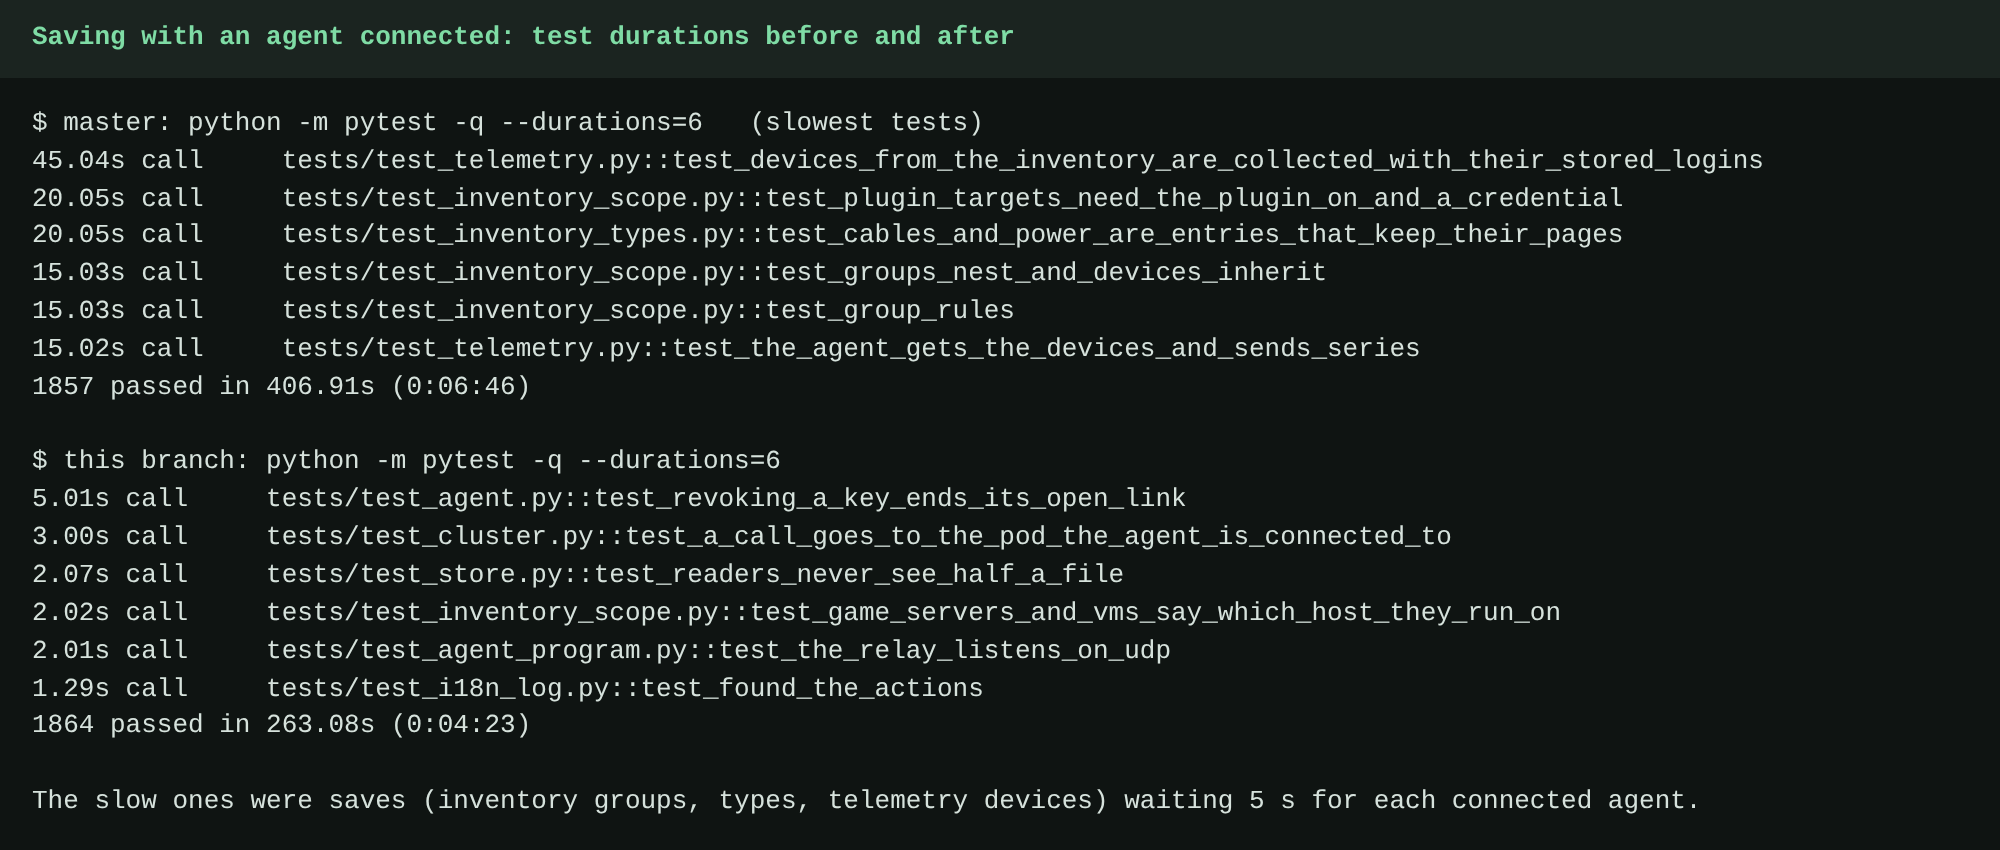 Saving with an agent connected: test durations before and after
$ master: python -m pytest -q --durations=6   (slowest tests)
45.04s call     tests/test_telemetry.py::test_devices_from_the_inventory_are_collected_with_their_stored_logins
20.05s call     tests/test_inventory_scope.py::test_plugin_targets_need_the_plugin_on_and_a_credential
20.05s call     tests/test_inventory_types.py::test_cables_and_power_are_entries_that_keep_their_pages
15.03s call     tests/test_inventory_scope.py::test_groups_nest_and_devices_inherit
15.03s call     tests/test_inventory_scope.py::test_group_rules
15.02s call     tests/test_telemetry.py::test_the_agent_gets_the_devices_and_sends_series
1857 passed in 406.91s (0:06:46)
$ this branch: python -m pytest -q --durations=6
5.01s call     tests/test_agent.py::test_revoking_a_key_ends_its_open_link
3.00s call     tests/test_cluster.py::test_a_call_goes_to_the_pod_the_agent_is_connected_to
2.07s call     tests/test_store.py::test_readers_never_see_half_a_file
2.02s call     tests/test_inventory_scope.py::test_game_servers_and_vms_say_which_host_they_run_on
2.01s call     tests/test_agent_program.py::test_the_relay_listens_on_udp
1.29s call     tests/test_i18n_log.py::test_found_the_actions
1864 passed in 263.08s (0:04:23)
The slow ones were saves (inventory groups, types, telemetry devices) waiting 5 s for each connected agent.